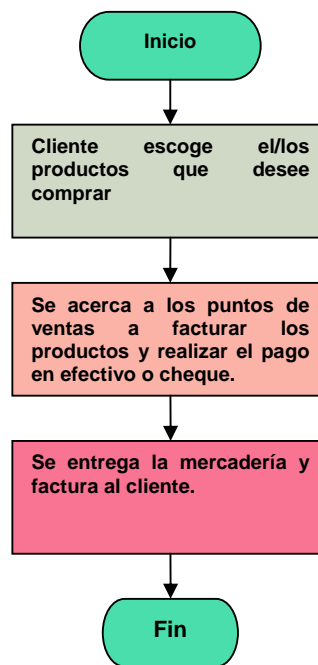 Inicio
Cliente escoge el/los
productos que desee
comprar
Se acerca a los puntos de
ventas a facturar los
productos y realizar el pago
en efectivo o cheque.
Se entrega la mercadería y
factura al cliente.
Fin